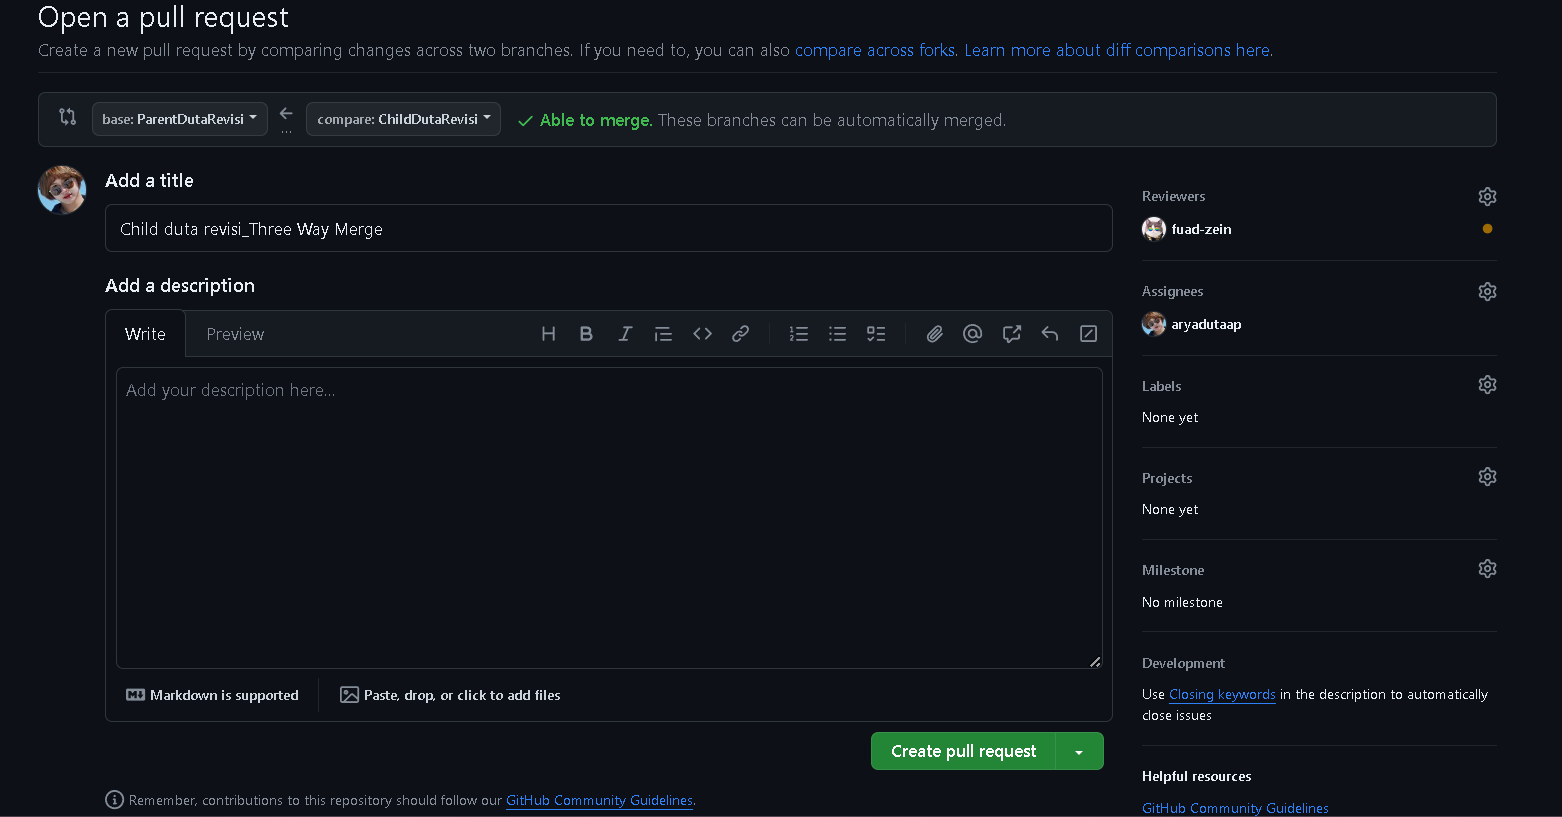 Open a pull request
Create a new pull request by comparing changes across two branches. If you need to, you can also compare across forks. Learn more about diff comparisons here.
base: ParentDutaRevisi
...
compare: ChildDutaRevisi
Able to merge. These branches can be automatically merged.
Add a title
Child duta revisi_Three Way Merge
Add a description
Write Preview
Add your description here...
Markdown is supported
Paste, drop, or click to add files
Create pull request
Remember, contributions to this repository should follow our GitHub Community Guidelines.
Reviewers
fuad-zein
Assignees
aryadutaap
Labels
None yet
Projects
None yet
Milestone
No milestone
Development
Use Closing keywords in the description to automatically
close issues
Helpful resources
GitHub Community Guidelines